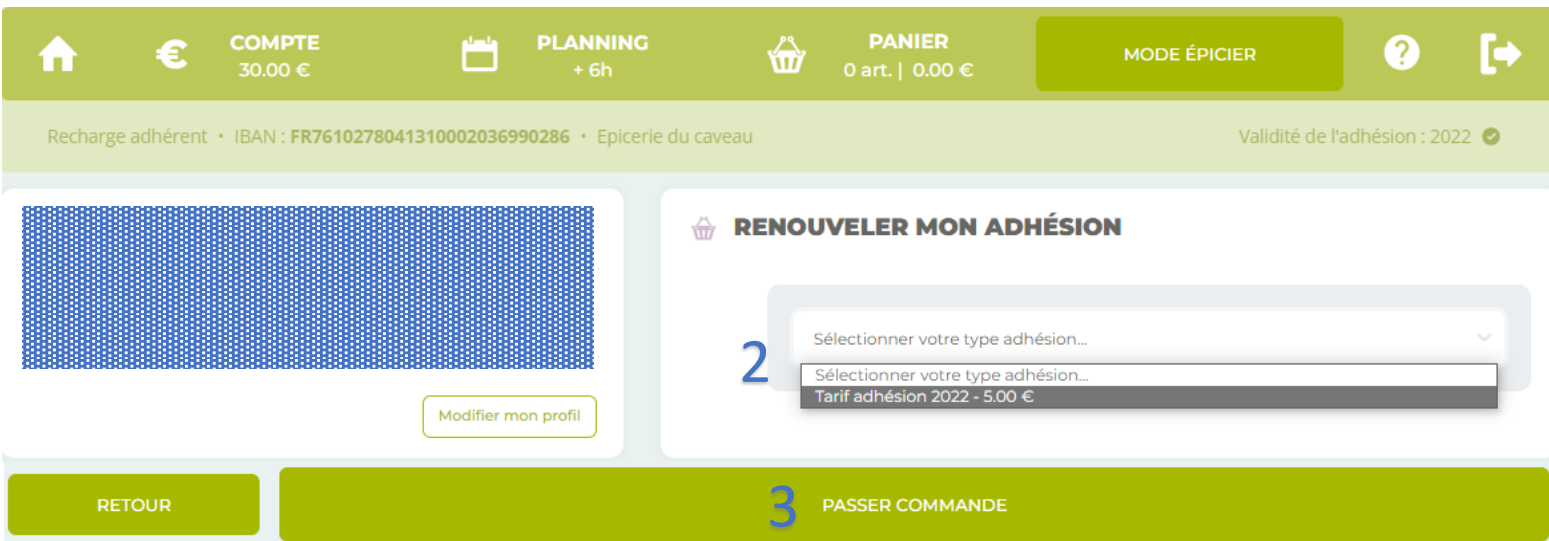 COMPTE
30.00 €
PLANNING
+ 6h
PANIER
0 art. | 0.00 €
MODE ÉPICIER
?
Recharge adhérent • IBAN : FR7610278041310002036990286 • Epicerie du caveau
Validité de l'adhésion : 2022
RENOUVELER MON ADHÉSION
2
Sélectionner votre type adhésion...
Sélectionner votre type adhésion...
Tarif adhésion 2022 - 5.00 €
Modifier mon profil
RETOUR
3
PASSER COMMANDE